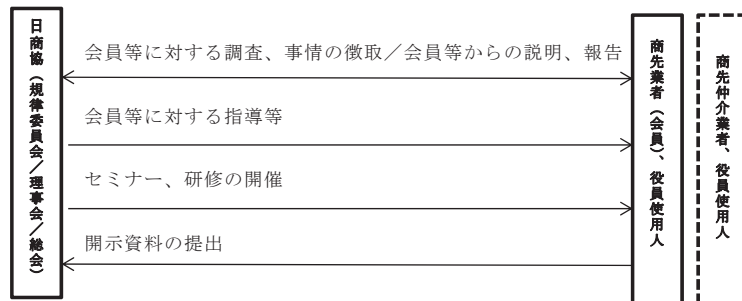 日商協（規律委員会／理事会／総会）
会員等に対する調査、事情の徴取／会員等からの説明、報告
会員等に対する指導等
セミナー、研修の開催
開示資料の提出
商先業者（会員）、役員使用人
商先仲介業者、役員使用人